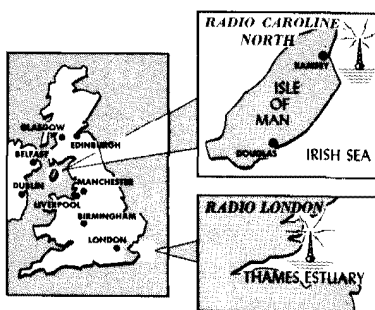 RADIO CAROLINE
NORTH
RAMSEY
ISLE
OF
MAN
DOUGLAS
IRISH SEA
GLASGOW
EDINBURGH
BELFAST
DUBLIN
MANCHESTER
LIVERPOOL
BIRMINGHAM
LONDON
RADIO LONDON
THAMES ESTUARY